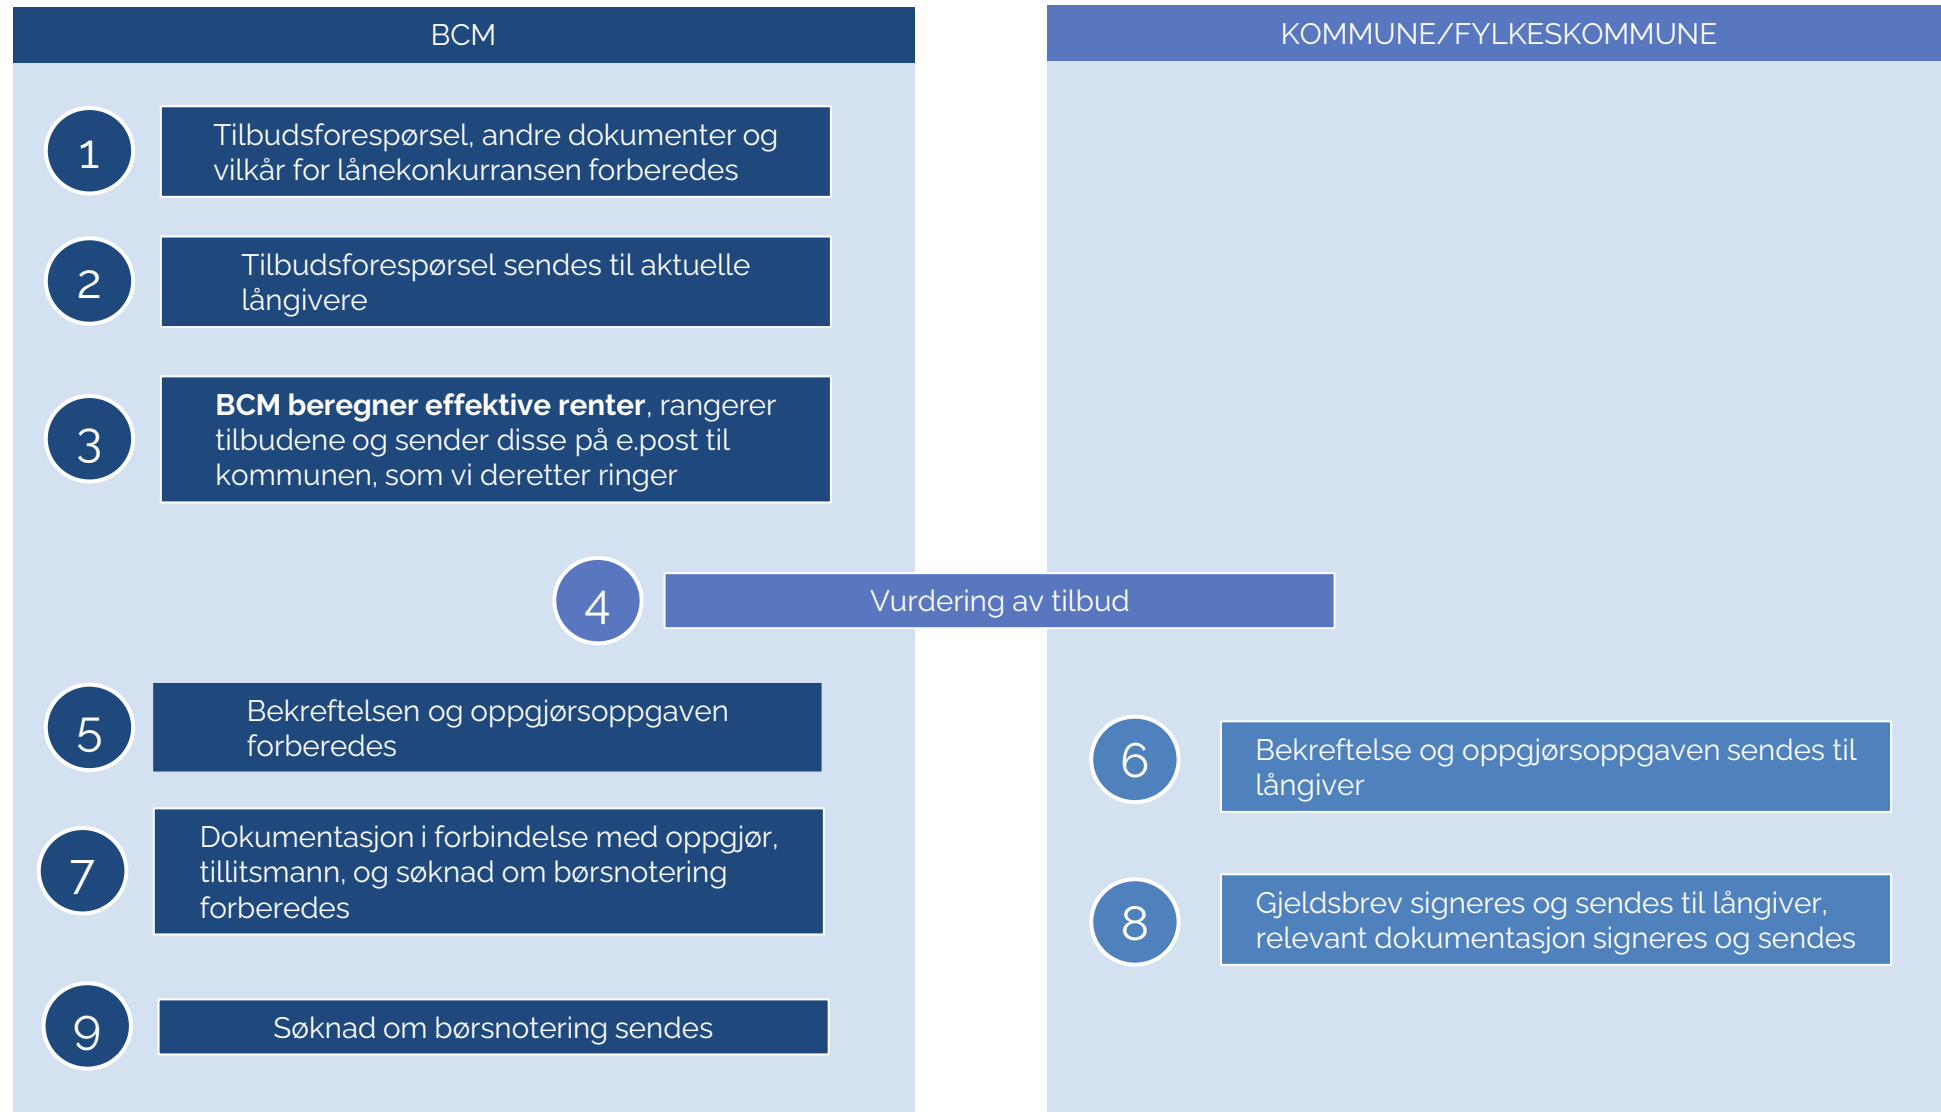 BCM
KOMMUNE/FYLKESKOMMUNE
1
Tilbudsforespørsel, andre dokumenter og
vilkår for lånekonkurransen forberedes
2
Tilbudsforespørsel sendes til aktuelle
långivere
3
BCM beregner effektive renter, rangerer
tilbudene og sender disse på e.post til
kommunen, som vi deretter ringer
4
Vurdering av tilbud
5
Bekreftelsen og oppgjørsoppgaven
forberedes
6
Bekreftelse og oppgjørsoppgaven sendes til
långiver
7
Dokumentasjon i forbindelse med oppgjør,
tillitsmann, og søknad om børsnotering
forberedes
8
Gjeldsbrev signeres og sendes til långiver,
relevant dokumentasjon signeres og sendes
9
Søknad om børsnotering sendes